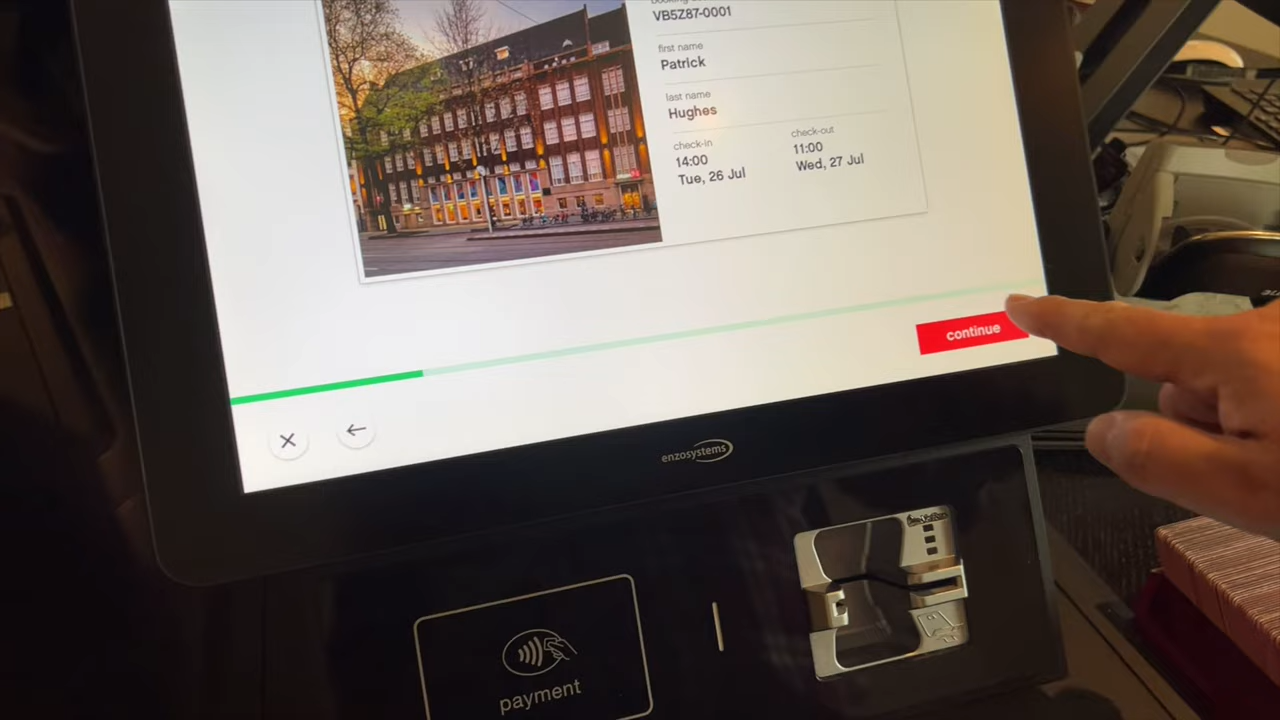 VB5Z87-0001
first name
Patrick
last name
Hughes
check-in
14:00
Tue, 26 Jul
check-out
11:00
Wed, 27 Jul
continue
enzosystems
payment